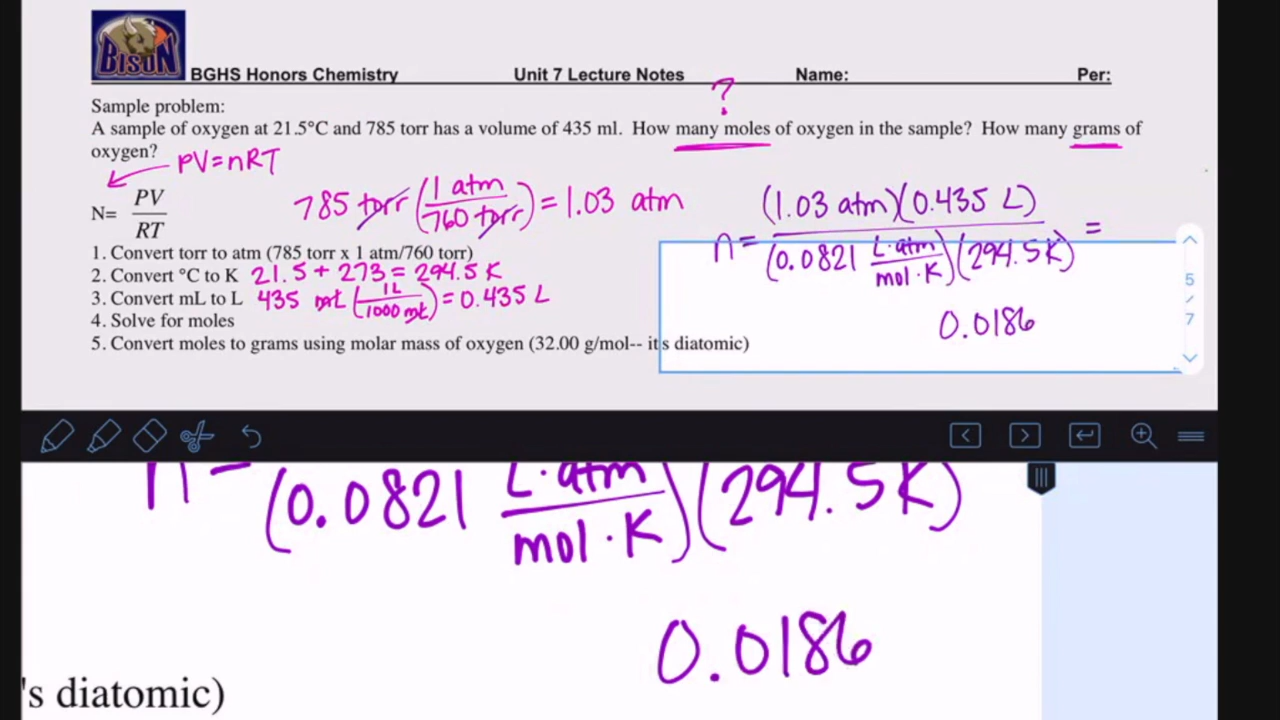 BISON
BGHS Honors Chemistry Unit 7 Lecture Notes Name: Per:
?
Sample problem:
A sample of oxygen at 21.5°C and 785 torr has a volume of 435 ml. How many moles of oxygen in the sample? How many grams of
oxygen?
PV=nRT
N= PV/RT
785 torr (1 atm/760 torr) = 1.03 atm
n= (1.03 atm)(0.435 L)/(0.0821 L·atm/mol·K)(294.5K) =
1. Convert torr to atm (785 torr x 1 atm/760 torr)
2. Convert °C to K 21.5 + 273 = 294.5 K
3. Convert mL to L 435 mL (1L/1000 mL) = 0.435 L
4. Solve for moles
0.0186
5. Convert moles to grams using molar mass of oxygen (32.00 g/mol-- it's diatomic)
5
/
7
n = (0.0821 L·atm/mol·K)(294.5K)
0.0186
's diatomic)